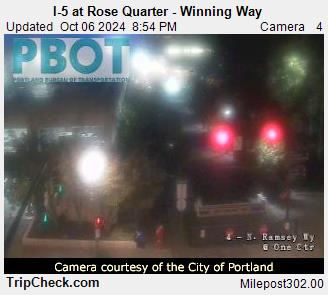 I-5 at Rose Quarter - Winning Way
Updated Oct 06 2024 8:54 PM Camera 4
PBOT
PORTLAND BUREAU OF TRANSPORTATION
4 - N. Ramsey Wy
@ One Ctr
Camera courtesy of the City of Portland
TripCheck.com Milepost302.00